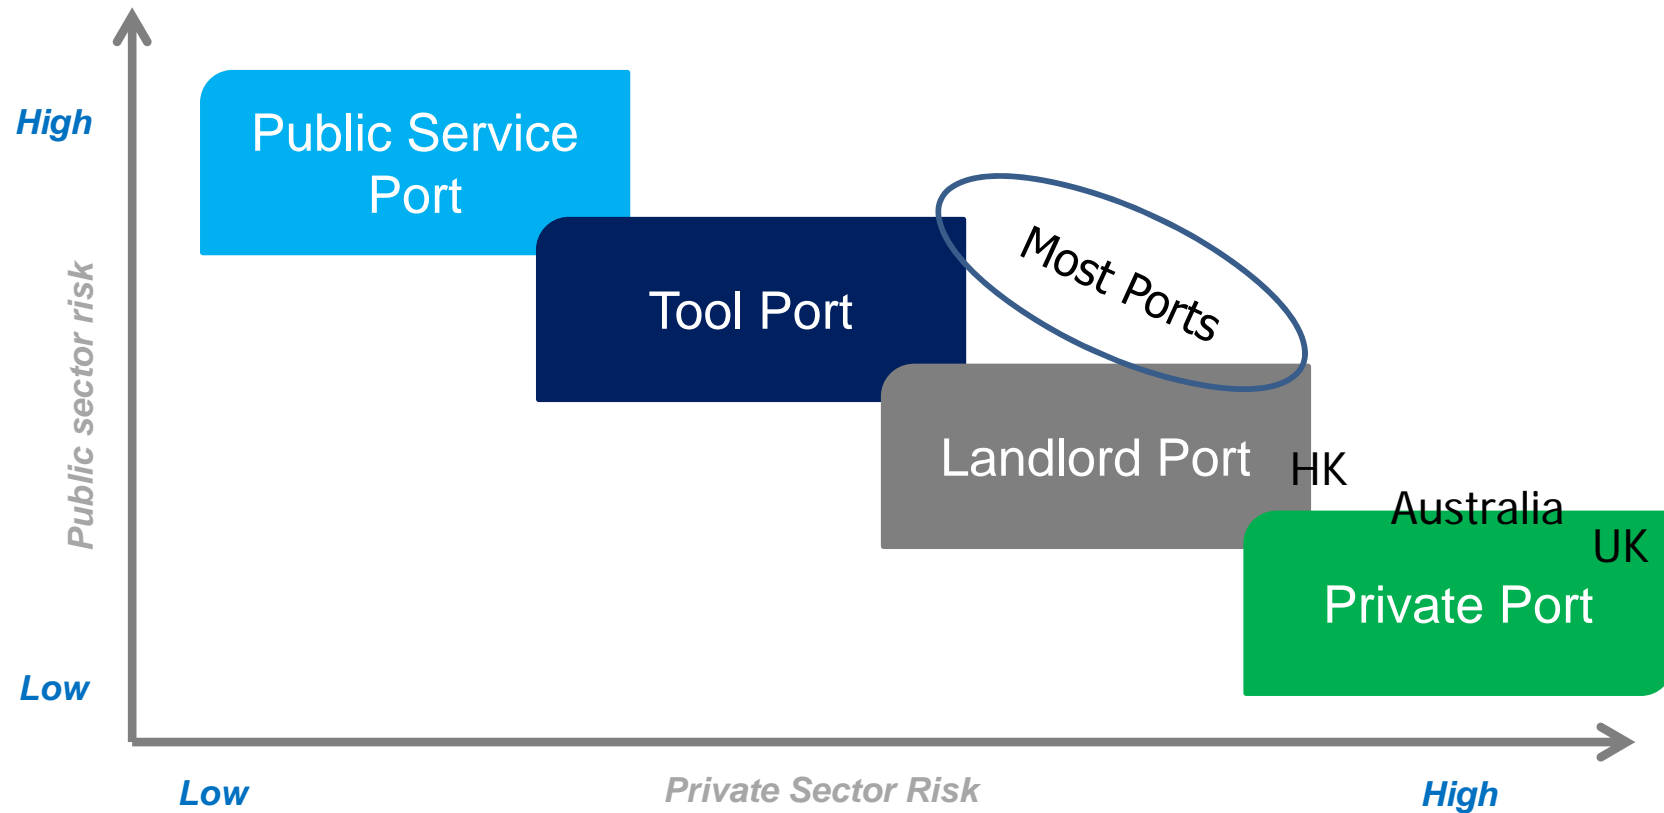 High
Public Service
Port
Most Ports
Tool Port
Public sector risk
Landlord Port
HK
Australia
UK
Private Port
Low
Low
Private Sector Risk
High